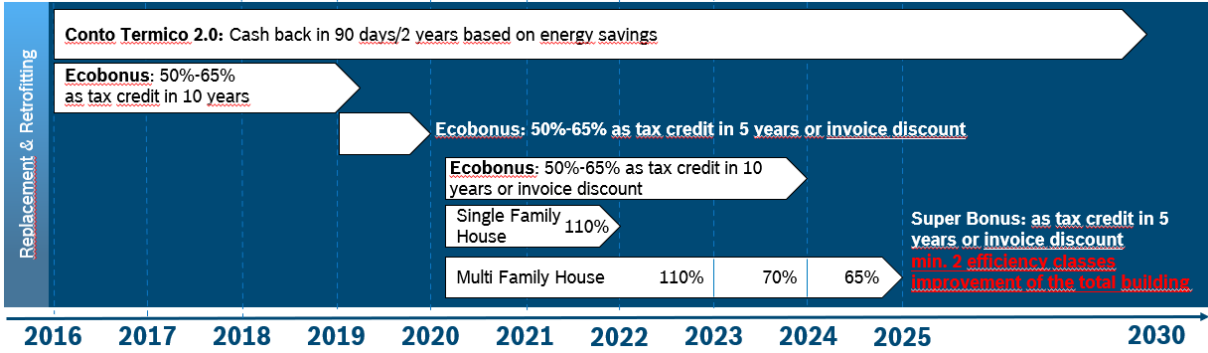 Replacement & Retrofitting
Conto Termico 2.0: Cash back in 90 days/2 years based on energy savings
Ecobonus: 50%-65%
as tax credit in 10 years
Ecobonus: 50%-65% as tax credit in 5 years or invoice discount
Ecobonus: 50%-65% as tax credit in 10
years or invoice discount
Single Family
House
110%
Super Bonus: as tax credit in 5
years or invoice discount
min. 2 efficiency classes
improvement of the total building
Multi Family House 110% 70% 65%
2016 2017 2018 2019 2020 2021 2022 2023 2024 2025 2030